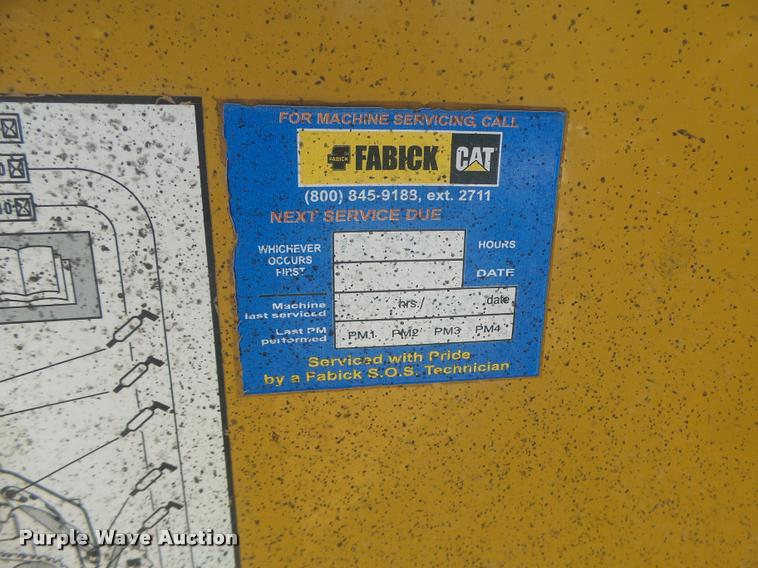 FOR MACHINE SERVICING, CALL
FABICK FABICK CAT
(800) 845-9188, ext. 2711
NEXT SERVICE DUE
WHICHEVER OCCURS FIRST
HOURS
DATE
Machine last serviced
hrs./ date
Last PM performed
PM1 PM2 PM3 PM4
Serviced with Pride
by a Fabick S.O.S. Technician
Purple Wave Auction